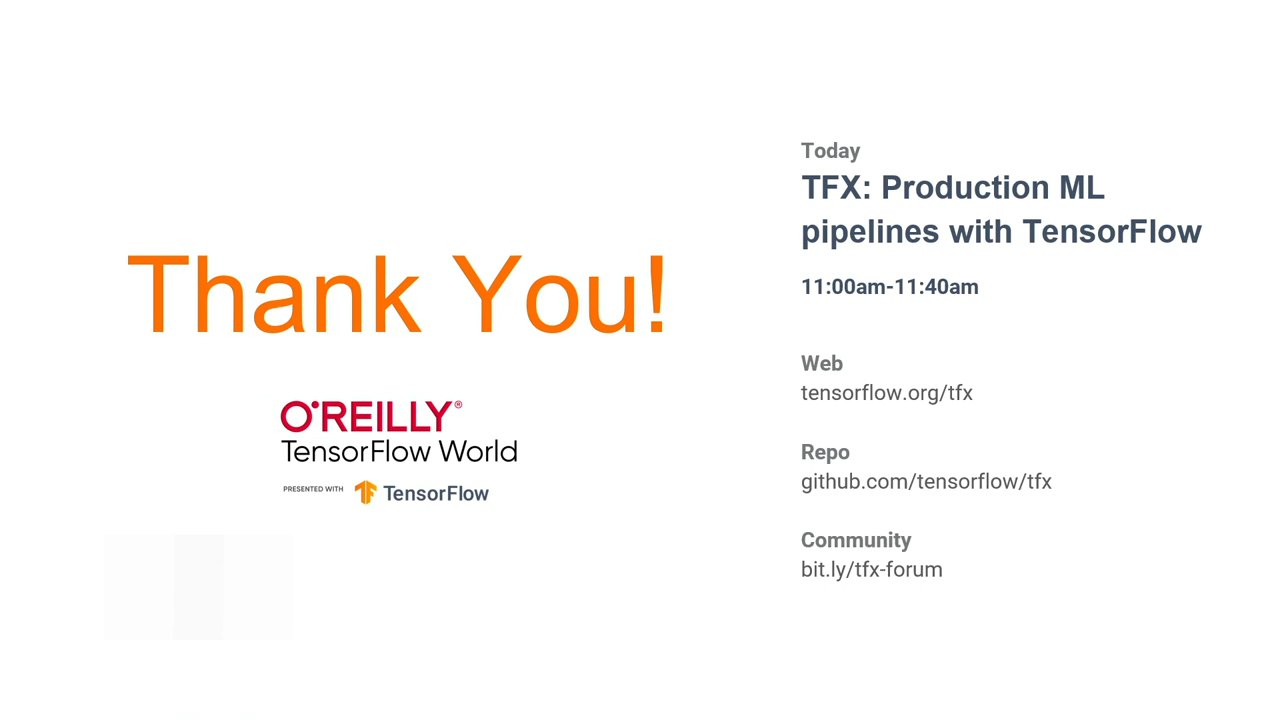 Thank You!
O'REILLY®
TensorFlow World
PRESENTED WITH TensorFlow
Today
TFX: Production ML
pipelines with TensorFlow
11:00am-11:40am
Web
tensorflow.org/tfx
Repo
github.com/tensorflow/tfx
Community
bit.ly/tfx-forum